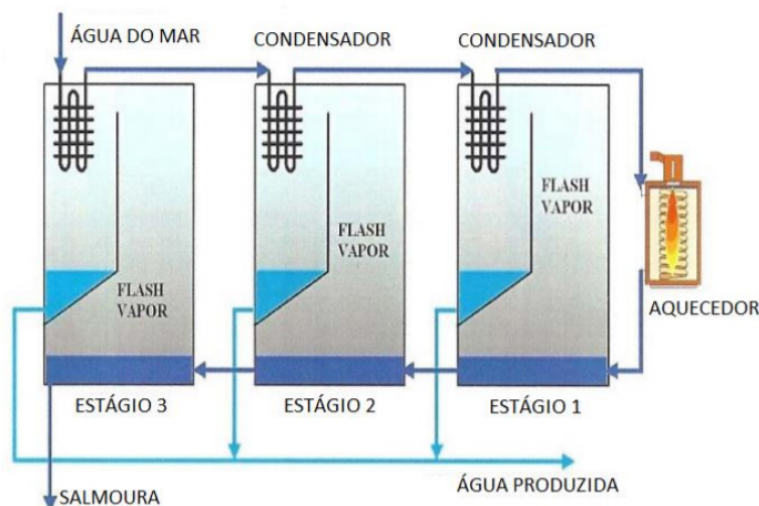 ÁGUA DO MAR
CONDENSADOR
CONDENSADOR
FLASH
VAPOR
FLASH
VAPOR
FLASH
VAPOR
AQUECEDOR
ESTÁGIO 3
ESTÁGIO 2
ESTÁGIO 1
ÁGUA PRODUZIDA
SALMOURA